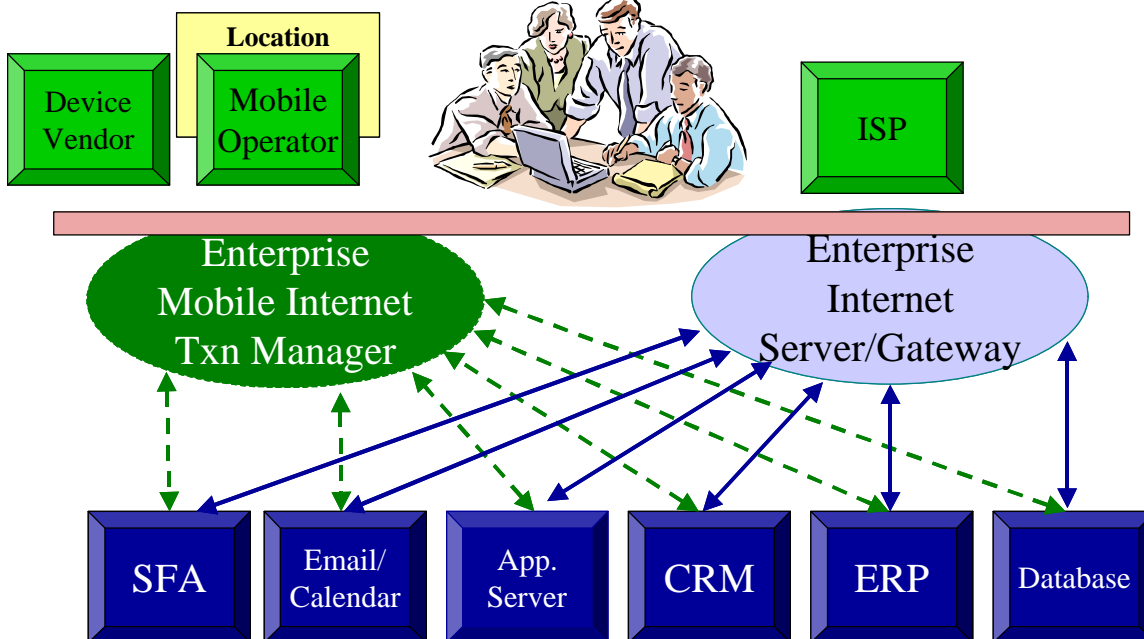 Location
Device
Vendor
Mobile
Operator
ISP
Enterprise
Mobile Internet
Txn Manager
Enterprise
Internet
Server/Gateway
SFA
Email/
Calendar
App.
Server
CRM
ERP
Database